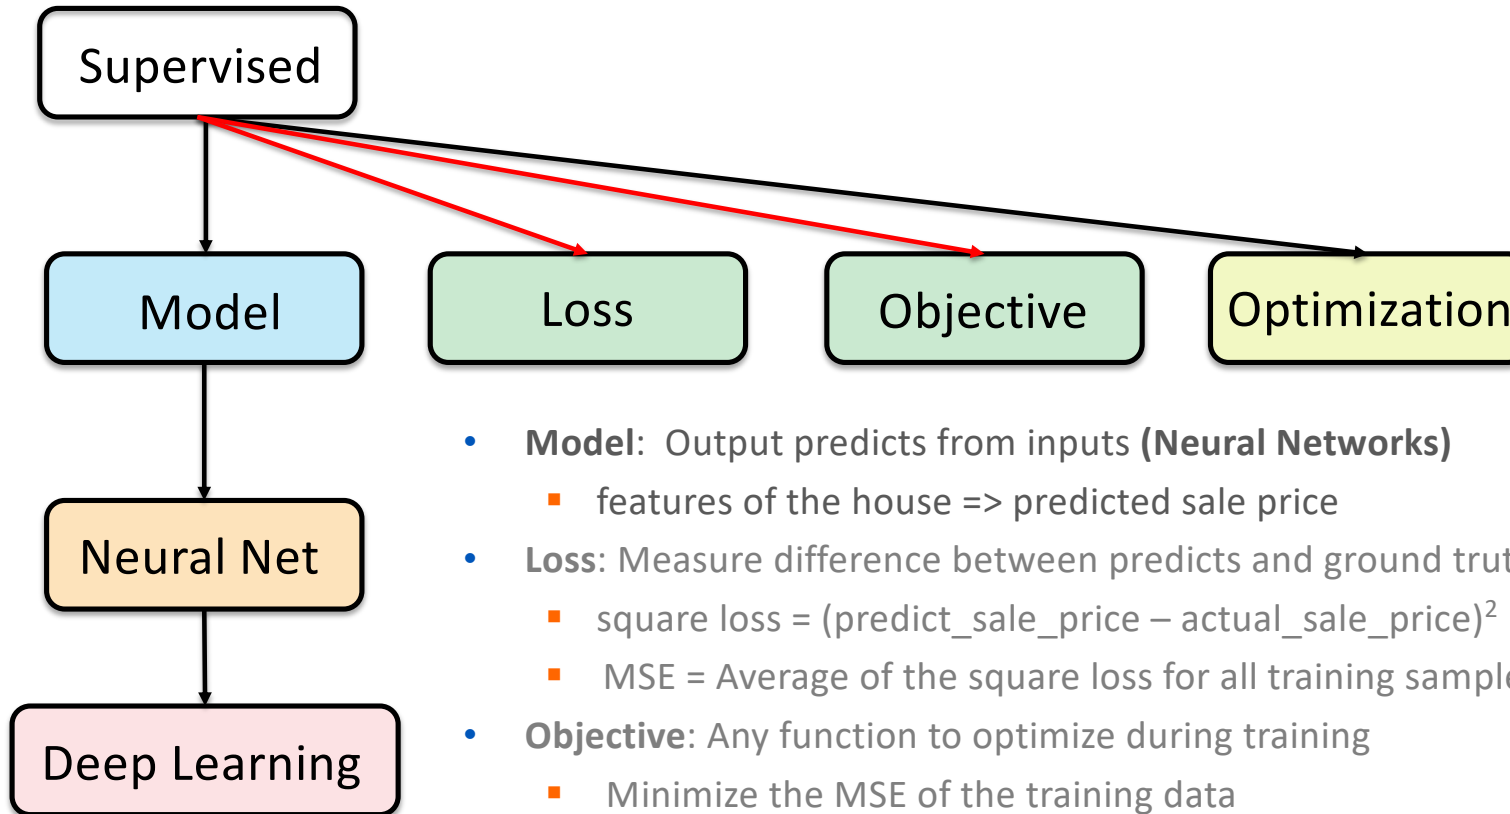 Supervised
Model
Loss
Objective
Optimization
Neural Net
Deep Learning
• Model: Output predicts from inputs (Neural Networks)
▪ features of the house => predicted sale price
• Loss: Measure difference between predicts and ground trut
▪ square loss = (predict_sale_price – actual_sale_price)²
▪ MSE = Average of the square loss for all training sample
• Objective: Any function to optimize during training
▪ Minimize the MSE of the training data